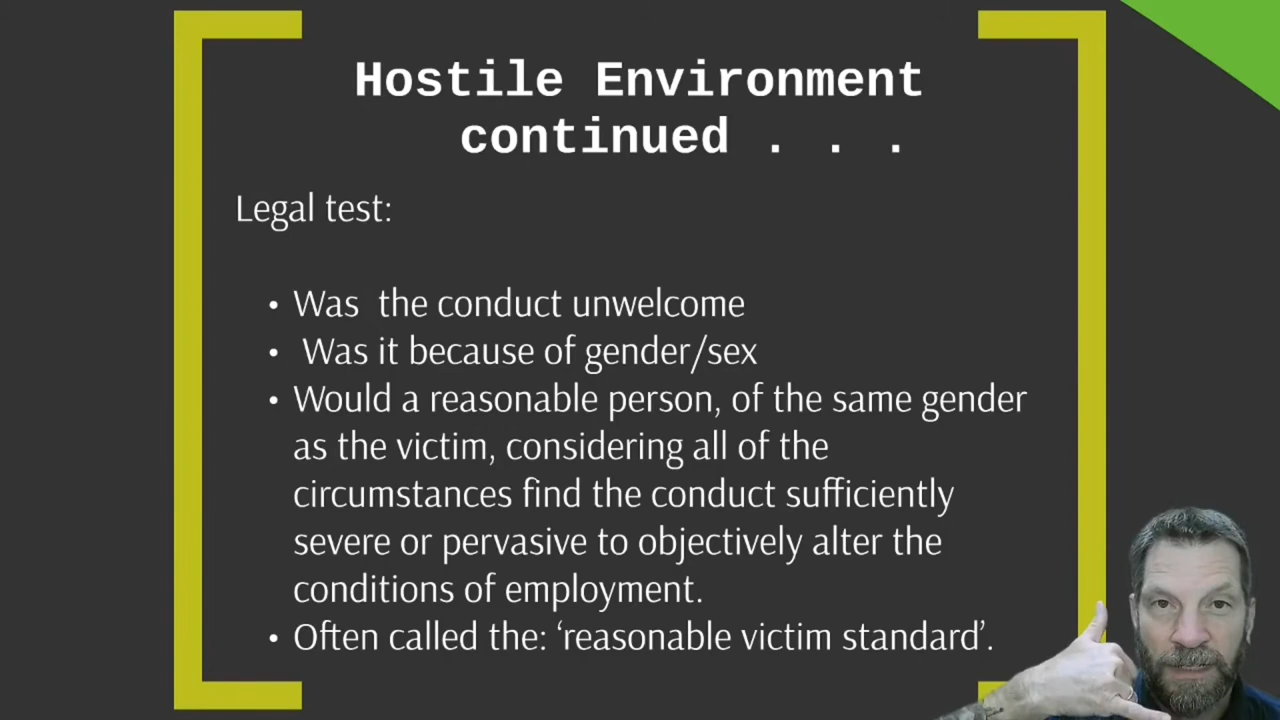 Hostile Environment
continued . . .
Legal test:
• Was  the conduct unwelcome
•  Was it because of gender/sex
• Would a reasonable person, of the same gender
as the victim, considering all of the
circumstances find the conduct sufficiently
severe or pervasive to objectively alter the
conditions of employment.
• Often called the: ‘reasonable victim standard’.